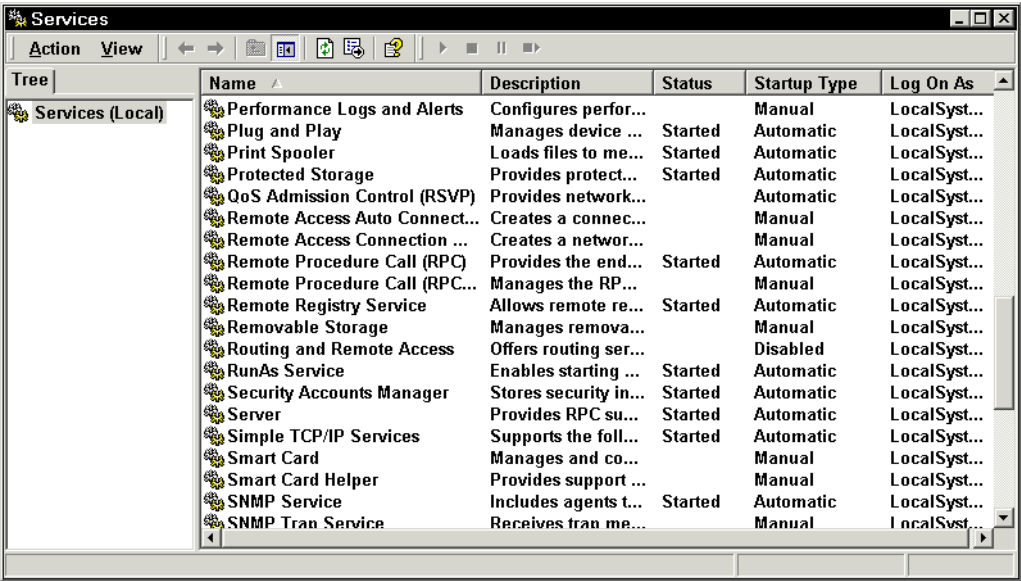 Services
Action View
Tree
Name Description Status Startup Type Log On As
Services (Local)
Performance Logs and Alerts Configures perfor... Manual LocalSyst...
Plug and Play Manages device ... Started Automatic LocalSyst...
Print Spooler Loads files to me... Started Automatic LocalSyst...
Protected Storage Provides protect... Started Automatic LocalSyst...
QoS Admission Control (RSVP) Provides network... Automatic LocalSyst...
Remote Access Auto Connect... Creates a connec... Manual LocalSyst...
Remote Access Connection ... Creates a networ... Manual LocalSyst...
Remote Procedure Call (RPC) Provides the end... Started Automatic LocalSyst...
Remote Procedure Call (RPC... Manages the RP... Manual LocalSyst...
Remote Registry Service Allows remote re... Started Automatic LocalSyst...
Removable Storage Manages remova... Manual LocalSyst...
Routing and Remote Access Offers routing ser... Disabled LocalSyst...
RunAs Service Enables starting ... Started Automatic LocalSyst...
Security Accounts Manager Stores security in... Started Automatic LocalSyst...
Server Provides RPC su... Started Automatic LocalSyst...
Simple TCP/IP Services Supports the foll... Started Automatic LocalSyst...
Smart Card Manages and co... Manual LocalSyst...
Smart Card Helper Provides support ... Manual LocalSyst...
SNMP Service Includes agents t... Started Automatic LocalSyst...
SNMP Trap Service Receives trap me... Manual LocalSyst...